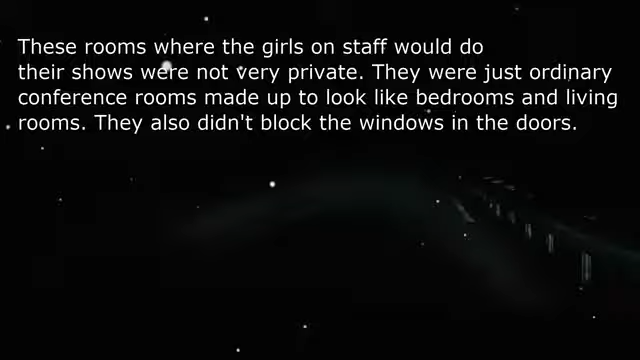 These rooms where the girls on staff would do
their shows were not very private. They were just ordinary
conference rooms made up to look like bedrooms and living
rooms. They also didn't block the windows in the doors.